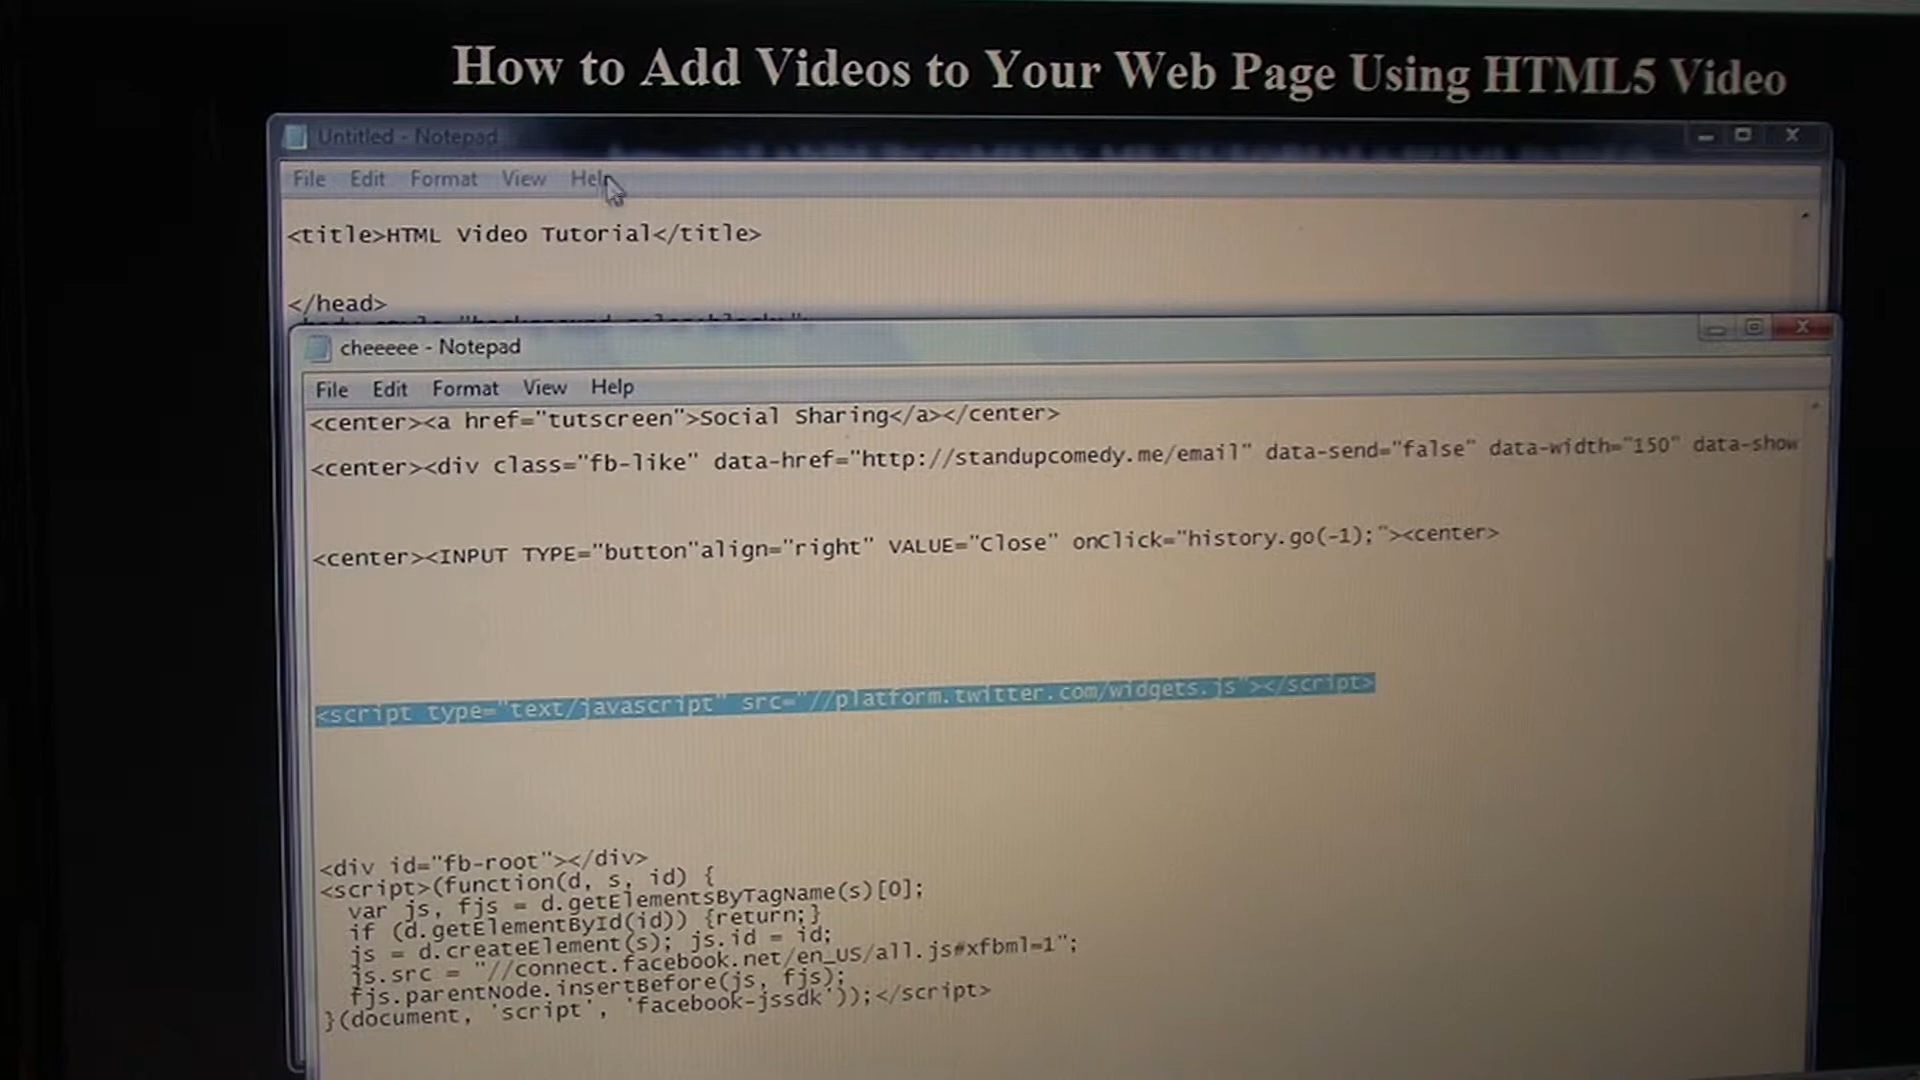 How to Add Videos to Your Web Page Using HTML5 Video
Untitled - Notepad
File Edit Format View Help
<title>HTML Video Tutorial</title>
</head>
cheeeee - Notepad
File Edit Format View Help
<center><a href="tutscreen">Social Sharing</a></center>
<center><div class="fb-like" data-href="http://standupcomedy.me/email" data-send="false" data-width="150" data-show
<center><INPUT TYPE="button"align="right" VALUE="Close" onClick="history.go(-1);"><center>
<script type="text/javascript" src="//platform.twitter.com/widgets.js"></script>
<div id="fb-root"></div>
<script>(function(d, s, id) {
var js, fjs = d.getElementsByTagName(s)[0];
if (d.getElementById(id)) {return;}
js = d.createElement(s); js.id = id;
js.src = "//connect.facebook.net/en_US/all.js#xfbml=1";
fjs.parentNode.insertBefore(js, fjs);
}(document, 'script', 'facebook-jssdk'));</script>